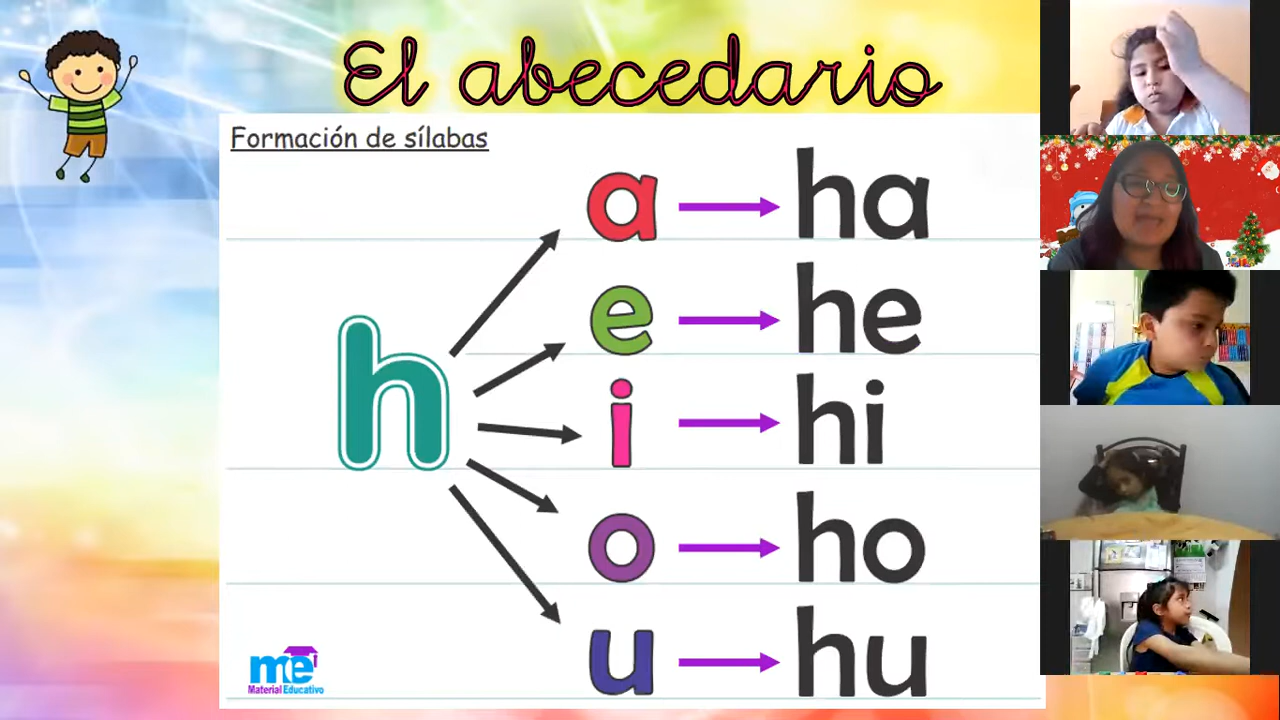 El abecedario
Formación de sílabas
a ha
e he
h
i hi
o ho
u hu
me
Material Educativo